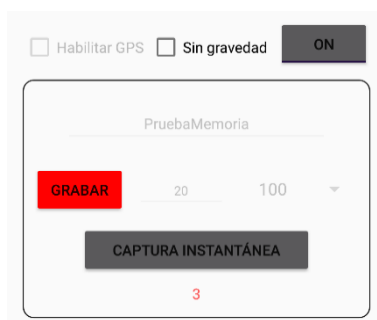 Habilitar GPS Sin gravedad ON
PruebaMemoria
GRABAR 20 100
CAPTURA INSTANTÁNEA
3